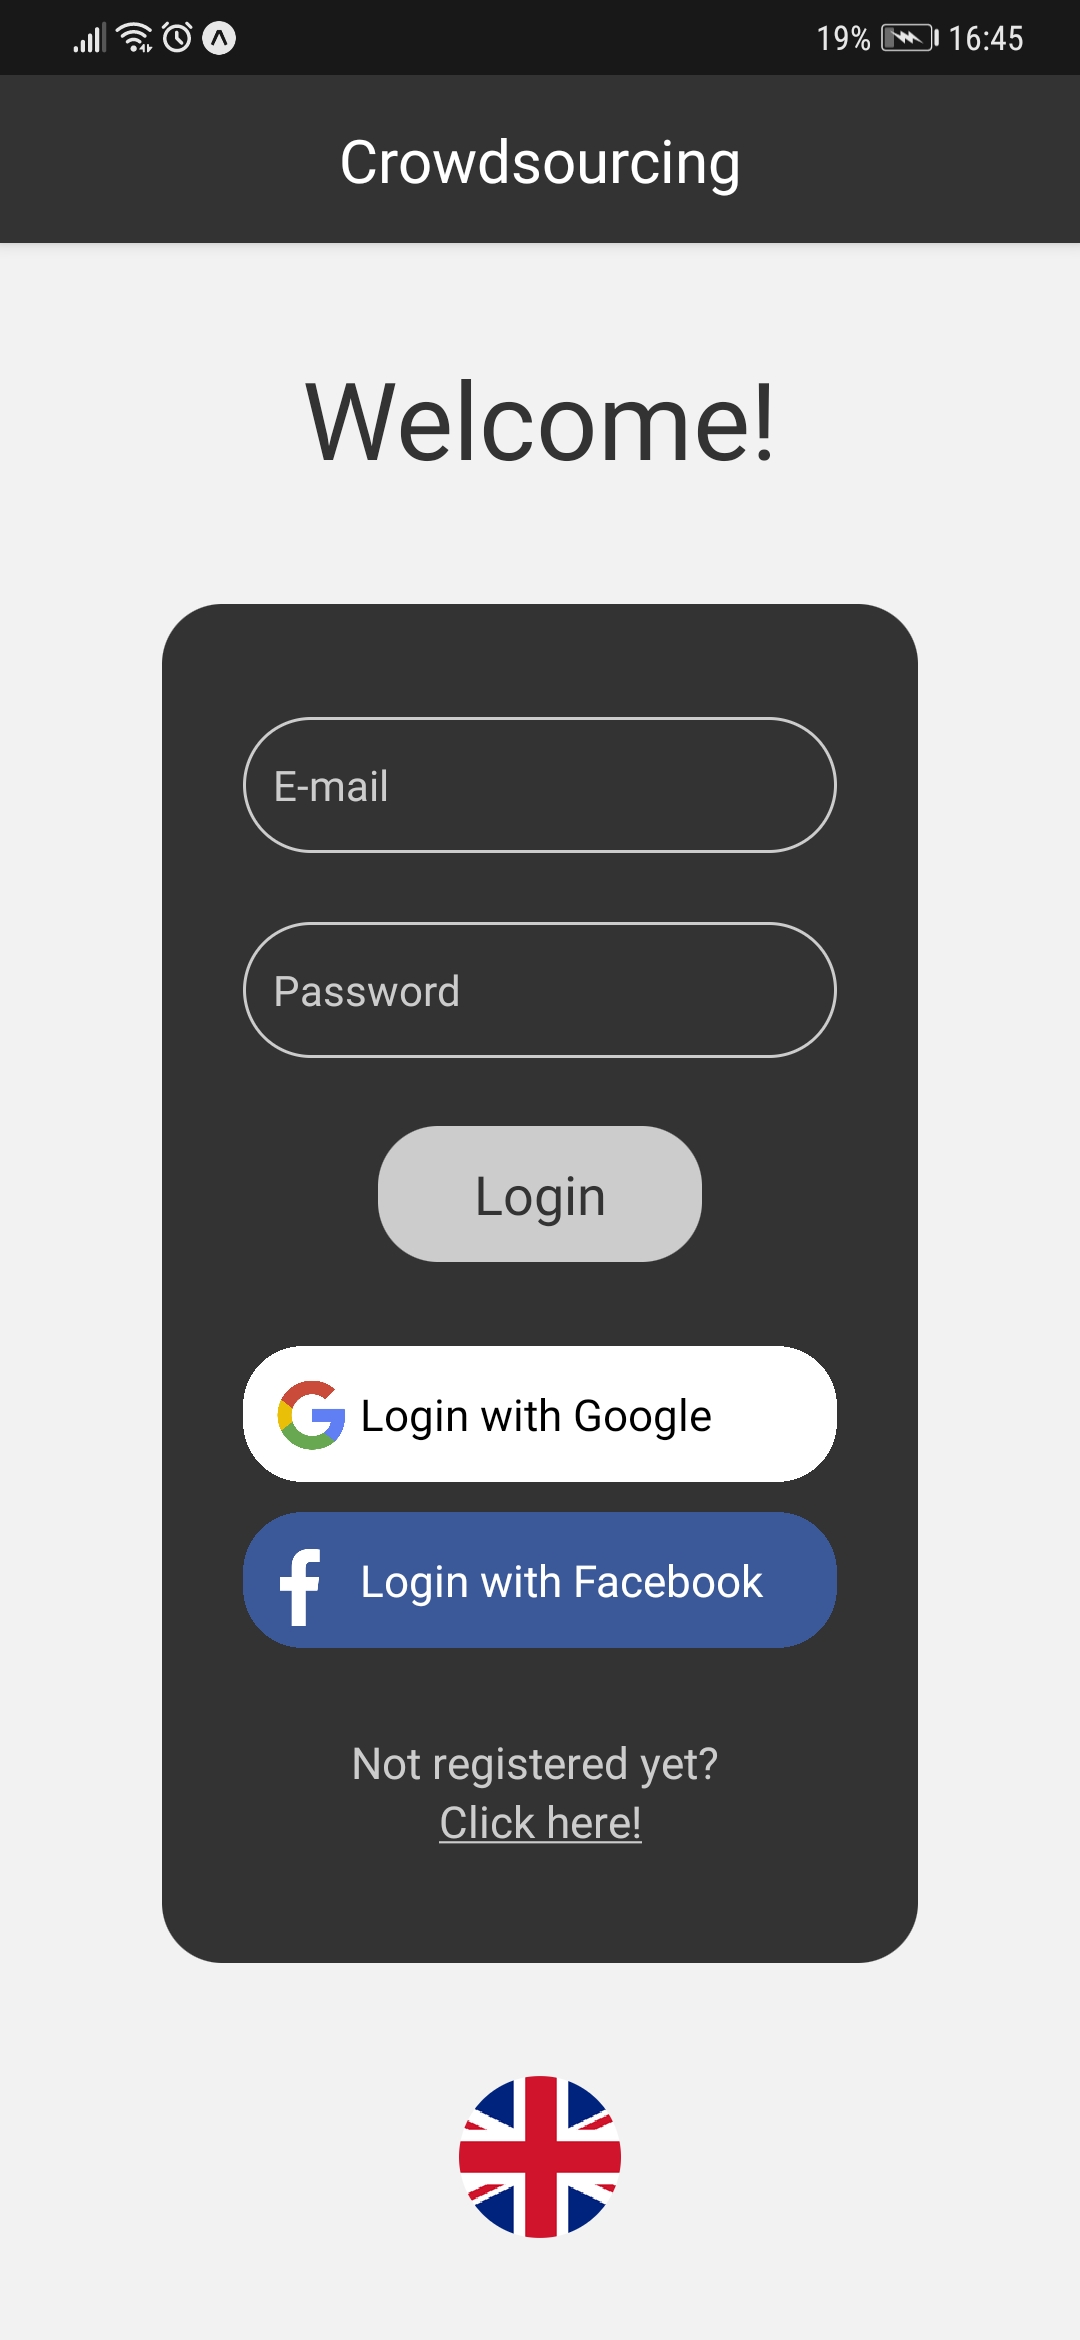 19% 16:45
Crowdsourcing
Welcome!
E-mail
Password
Login
Login with Google
Login with Facebook
Not registered yet?
Click here!